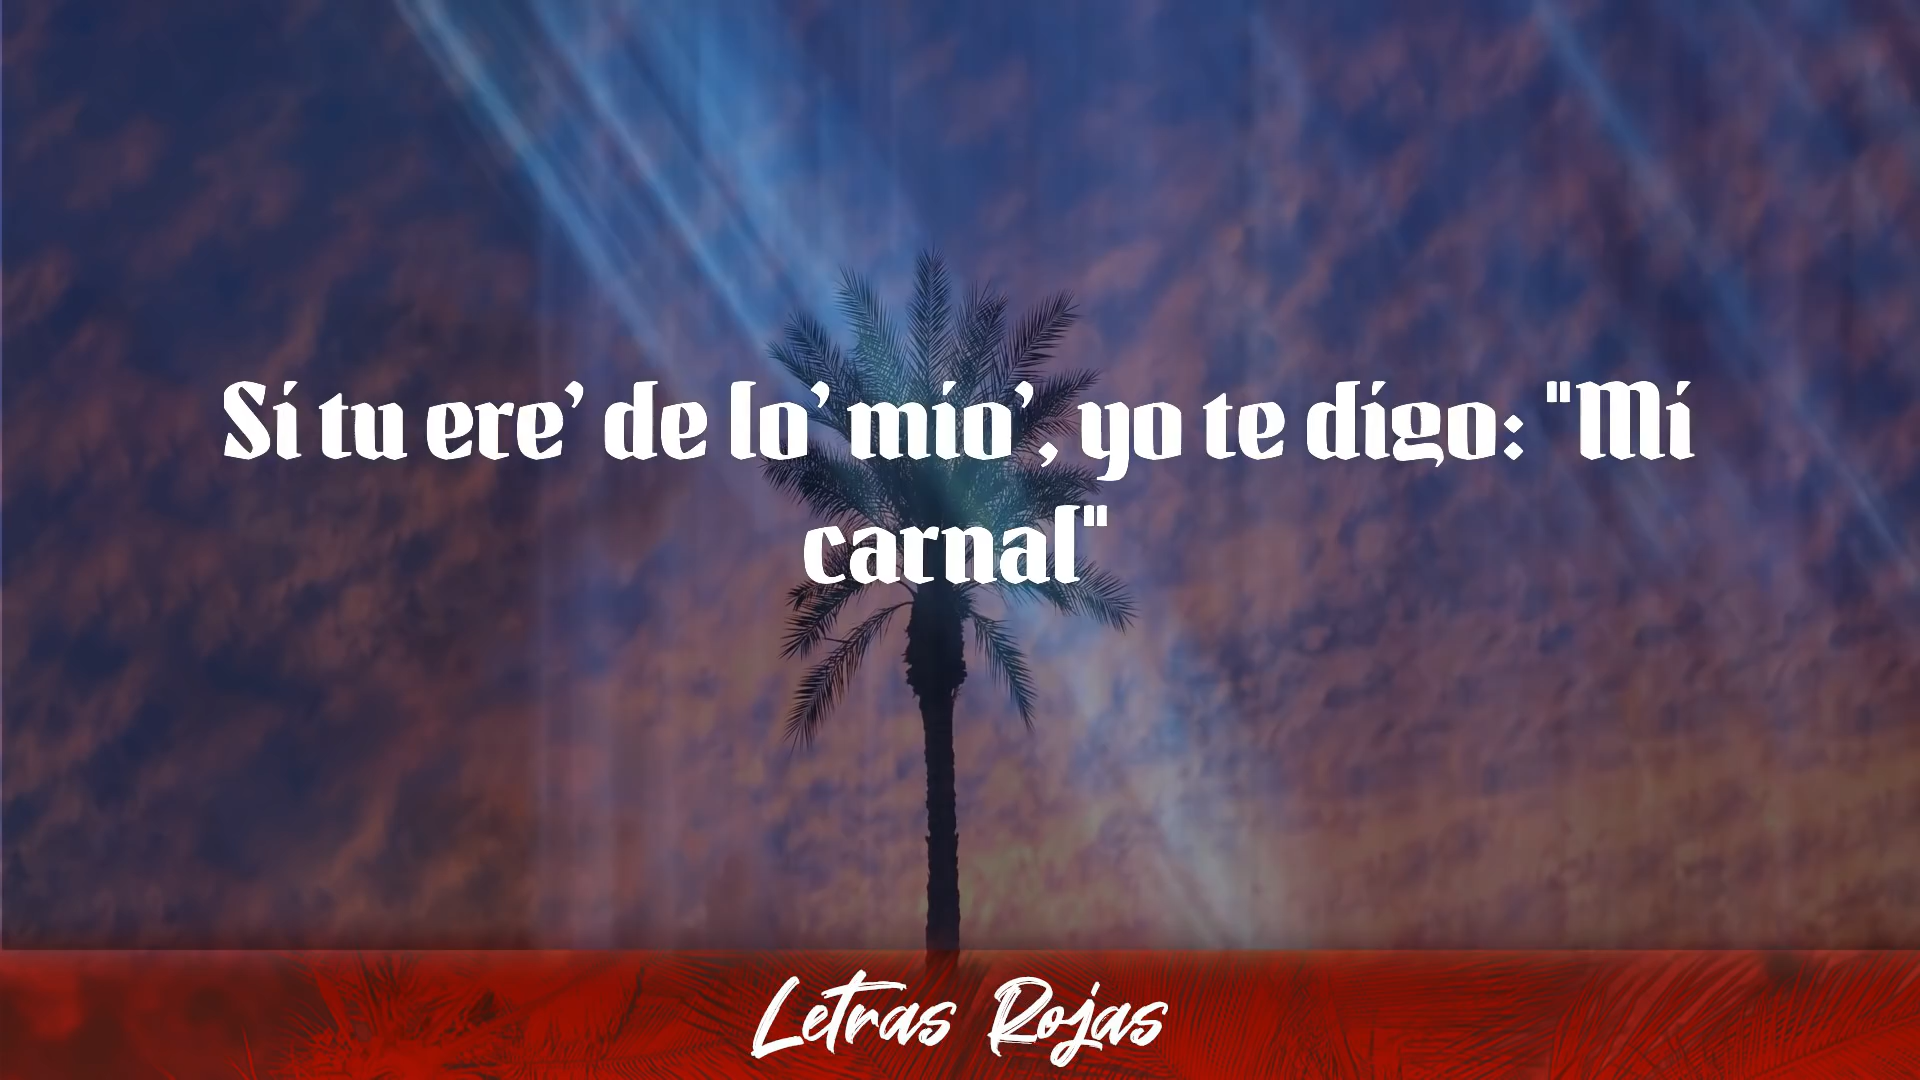 Si tu ere' de lo' mio', yo te digo: "Mi
carnal"
Letras Rojas